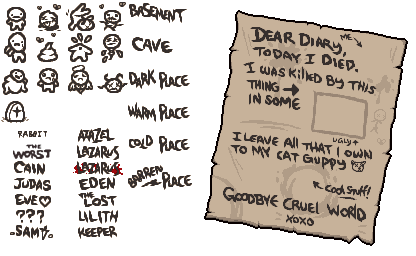 BASEMENT
CAVE
DARK PLACE
WARM PLACE
COLD PLACE
BARREN PLACE
RABBIT
THE WORST
CAIN
JUDAS
EVE
???
SAMS
AZAZEL
LAZARUS
LAZARUS
EDEN
THE LOST
LILITH
KEEPER
DEAR DIARY,
ME
TODAY I DIED.
I WAS KILLED BY THIS
THING
IN SOME
UGLY
I LEAVE ALL THAT I OWN
TO MY CAT GUPPY
COOL STUFF!
GOODBYE CRUEL WORLD
XOXO